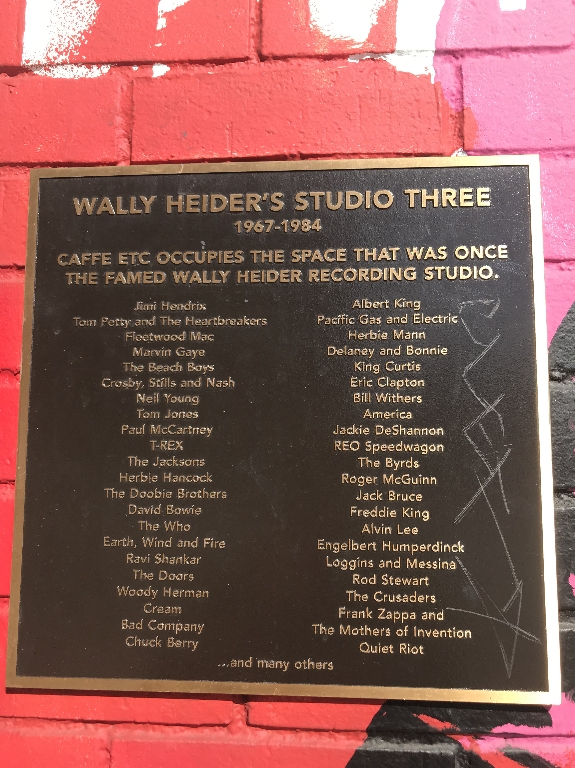 WALLY HEIDER'S STUDIO THREE
1967-1984
CAFFE ETC OCCUPIES THE SPACE THAT WAS ONCE
THE FAMED WALLY HEIDER RECORDING STUDIO.
Jimi Hendrix
Tom Petty and The Heartbreakers
Fleetwood Mac
Marvin Gaye
The Beach Boys
Crosby, Stills and Nash
Neil Young
Tom Jones
Paul McCartney
T-REX
The Jacksons
Herbie Hancock
The Doobie Brothers
David Bowie
The Who
Earth, Wind and Fire
Ravi Shankar
The Doors
Woody Herman
Cream
Bad Company
Chuck Berry
Albert King
Pacific Gas and Electric
Herbie Mann
Delaney and Bonnie
King Curtis
Eric Clapton
Bill Withers
America
Jackie DeShannon
REO Speedwagon
The Byrds
Roger McGuinn
Jack Bruce
Freddie King
Alvin Lee
Engelbert Humperdinck
Loggins and Messina
Rod Stewart
The Crusaders
Frank Zappa and
The Mothers of Invention
Quiet Riot
...and many others